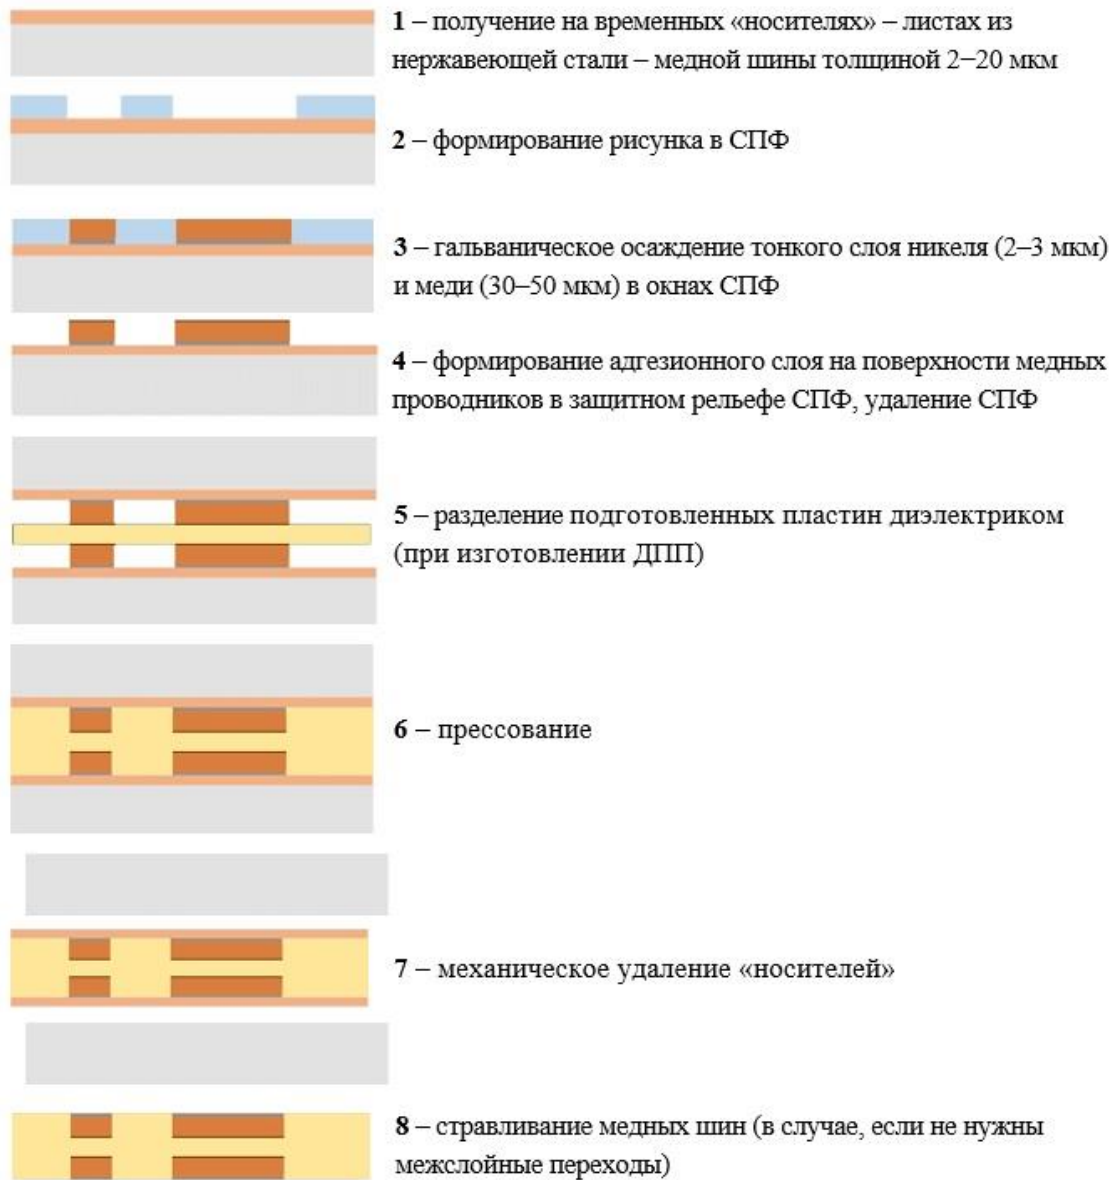 1 – получение на временных «носителях» – листах из
нержавеющей стали – медной шины толщиной 2−20 мкм
2 – формирование рисунка в СПФ
3 – гальваническое осаждение тонкого слоя никеля (2–3 мкм)
и меди (30–50 мкм) в окнах СПФ
4 – формирование адгезионного слоя на поверхности медных
проводников в защитном рельефе СПФ, удаление СПФ
5 – разделение подготовленных пластин диэлектриком
(при изготовлении ДПП)
6 – прессование
7 – механическое удаление «носителей»
8 – стравливание медных шин (в случае, если не нужны
межслойные переходы)